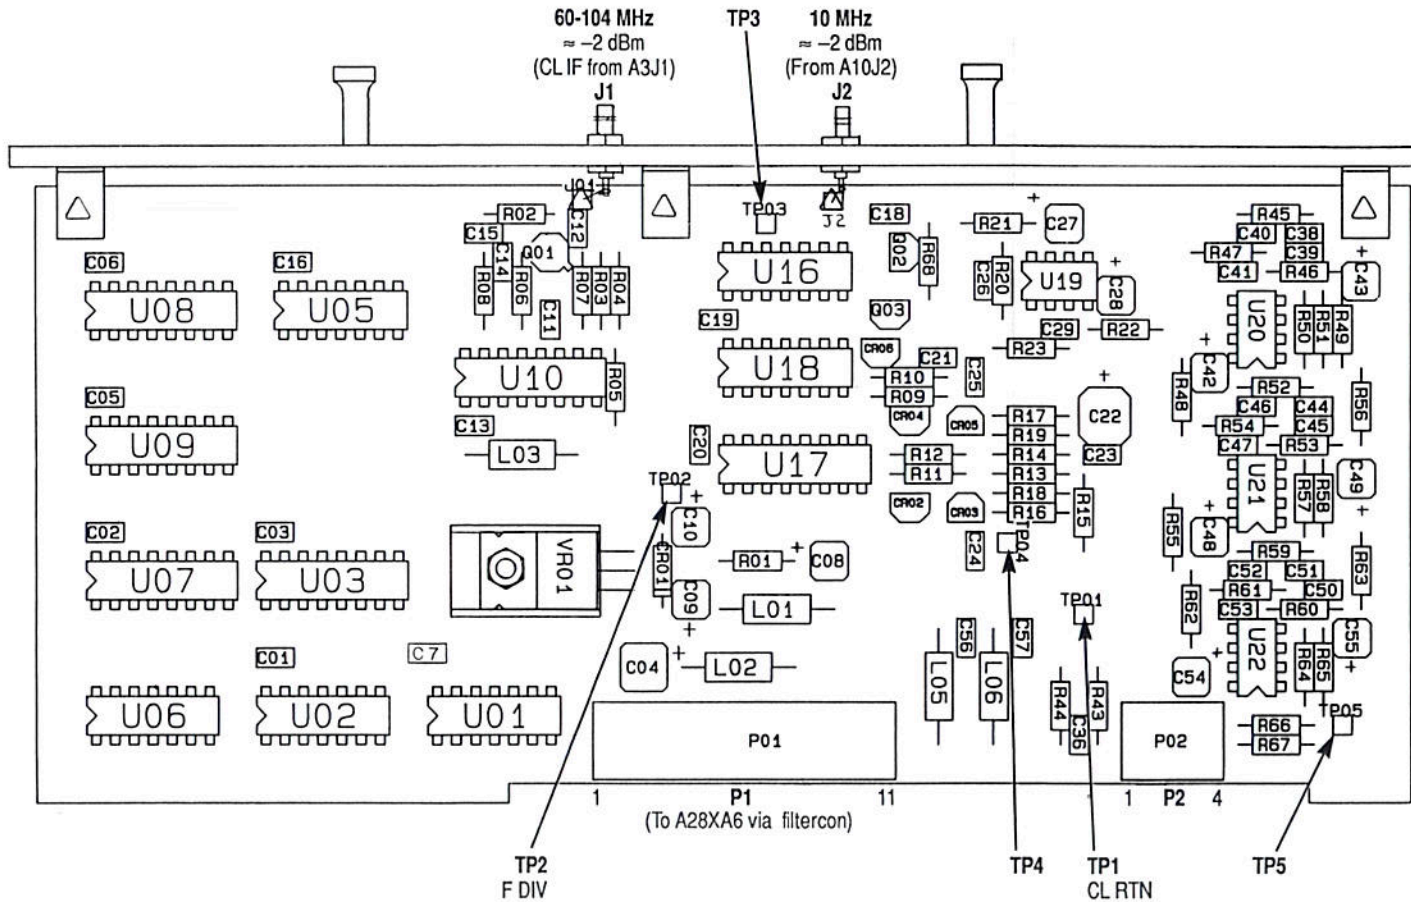 60-104 MHz
≈ –2 dBm
(CL IF from A3J1)
J1
TP3
10 MHz
≈ –2 dBm
(From A10J2)
J2
J01
TP03
J2
R02
C12
C15
C14
Q01
C18
Q02
R68
R21
C27
R45
C40
C38
R47
C39
C41
R46
C43
C06
C16
R08
R06
R07
R03
R04
U16
C26
R20
U19
C28
U08
U05
C11
C19
Q03
C29
R22
U20
R50
R51
R49
CR06
R23
U10
R05
U18
C21
R10
R09
C25
R48
C42
R52
R56
C05
C46
C44
R54
C45
C47
R53
CR04
CR05
R17
R19
R14
R13
R18
R16
C22
C23
C13
L03
U09
C20
U17
R12
R11
U21
R57
R58
C49
TP02
C10
CR02
CR03
R15
R55
C48
C02
C03
VR01
CR01
R01
C08
C24
TP04
R59
C52
C51
R63
U07
U03
C09
L01
R61
C50
C53
R60
R62
TP01
C01
C7
C04
L02
C56
C57
L05
L06
C54
U22
R64
R65
C55
U06
U02
U01
P01
R44
C36
R43
P02
R66
R67
TP05
1
P1
11
1
P2
4
(To A28XA6 via filtercon)
TP2
F DIV
TP4
TP1
CL RTN
TP5